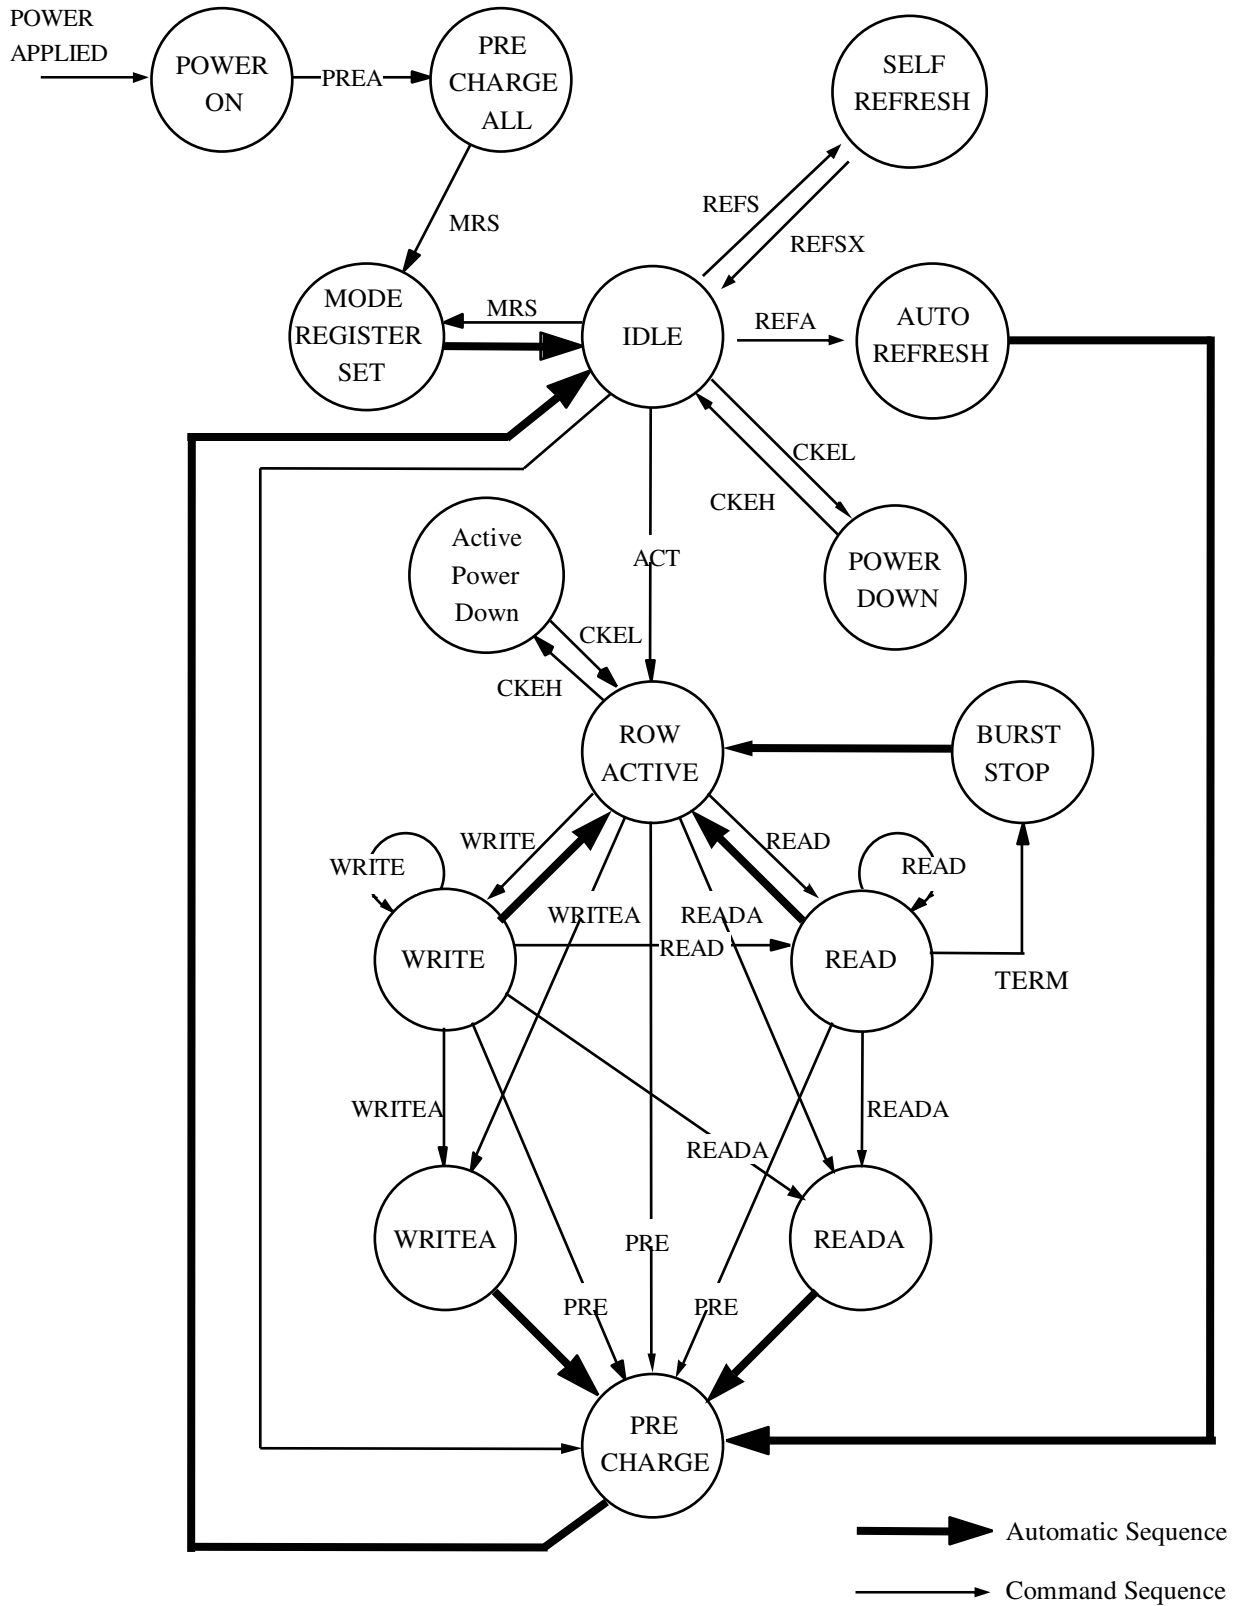 POWER
APPLIED
POWER
ON
PREA
PRE
CHARGE
ALL
SELF
REFRESH
MRS
REFS
REFSX
MODE
REGISTER
SET
MRS
IDLE
REFA
AUTO
REFRESH
CKEL
CKEH
Active
Power
Down
ACT
POWER
DOWN
CKEL
CKEH
ROW
ACTIVE
BURST
STOP
WRITE
WRITE
READ
READ
WRITEA
READA
WRITE
READ
READ
TERM
WRITEA
READA
READA
WRITEA
PRE
READA
PRE
PRE
PRE
CHARGE
Automatic Sequence
Command Sequence